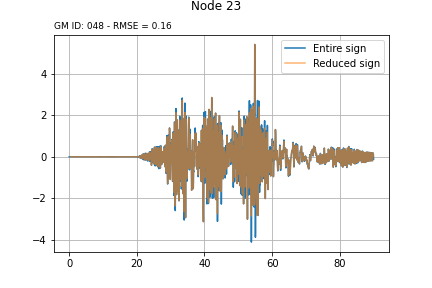 Node 23
GM ID: 048 - RMSE = 0.16
Entire sign
Reduced sign
4
2
0
−2
−4
0 20 40 60 80